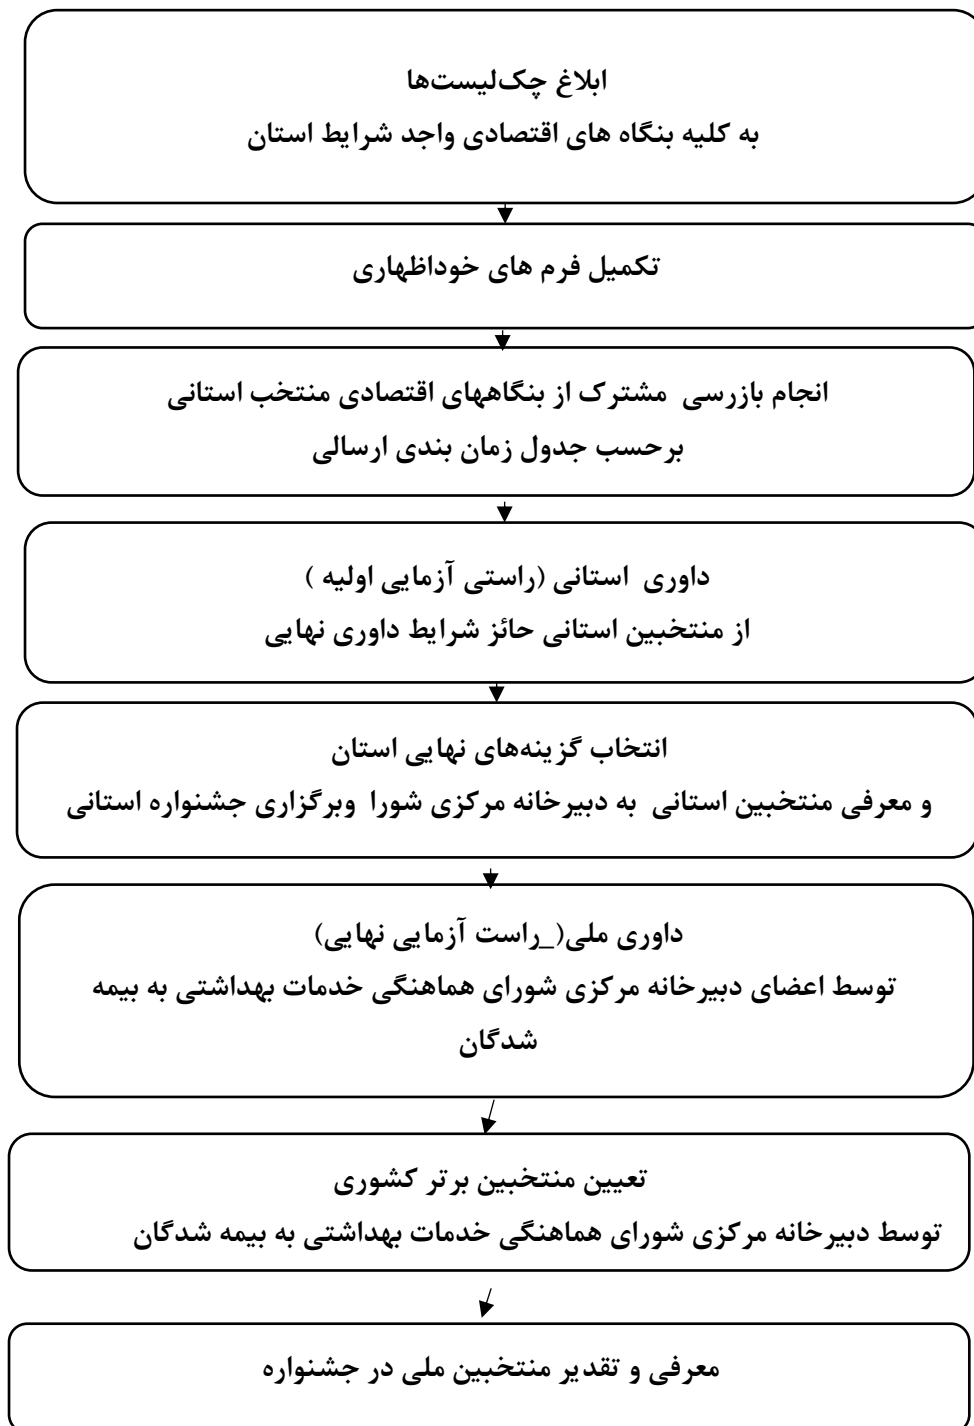 ابلاغ چک‌لیست‌ها
به کلیه بنگاه های اقتصادی واجد شرایط استان
تکمیل فرم های خوداظهاری
انجام بازرسی مشترک از بنگاههای اقتصادی منتخب استانی
برحسب جدول زمان بندی ارسالی
داوری استانی (راستی آزمایی اولیه )
از منتخبین استانی حائز شرایط داوری نهایی
انتخاب گزینه‌های نهایی استان
و معرفی منتخبین استانی به دبیرخانه مرکزی شورا وبرگزاری جشنواره استانی
داوری ملی(_راست آزمایی نهایی)
توسط اعضای دبیرخانه مرکزی شورای هماهنگی خدمات بهداشتی به بیمه
شدگان
تعیین منتخبین برتر کشوری
توسط دبیرخانه مرکزی شورای هماهنگی خدمات بهداشتی به بیمه شدگان
معرفی و تقدیر منتخبین ملی در جشنواره